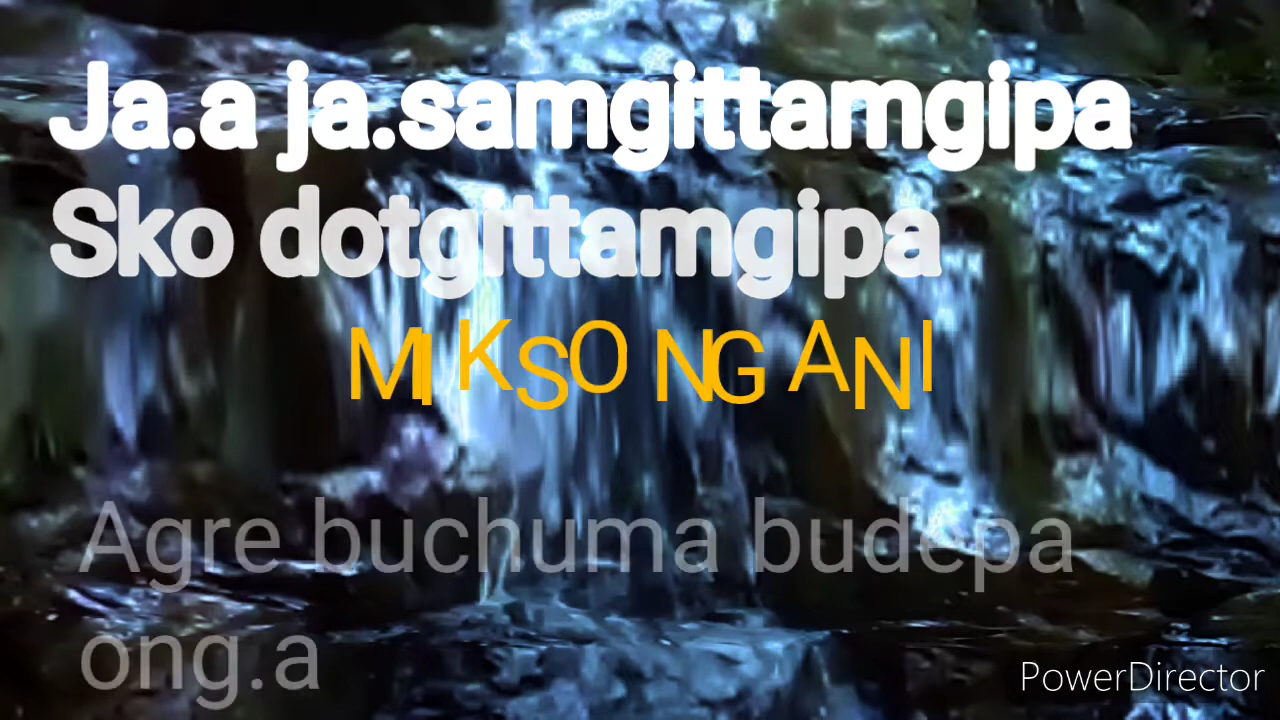 Ja.a ja.samgittamgipa
Sko dotgittamgipa
MIKSONGANI
Agre buchuma budepa
ong.a
PowerDirector